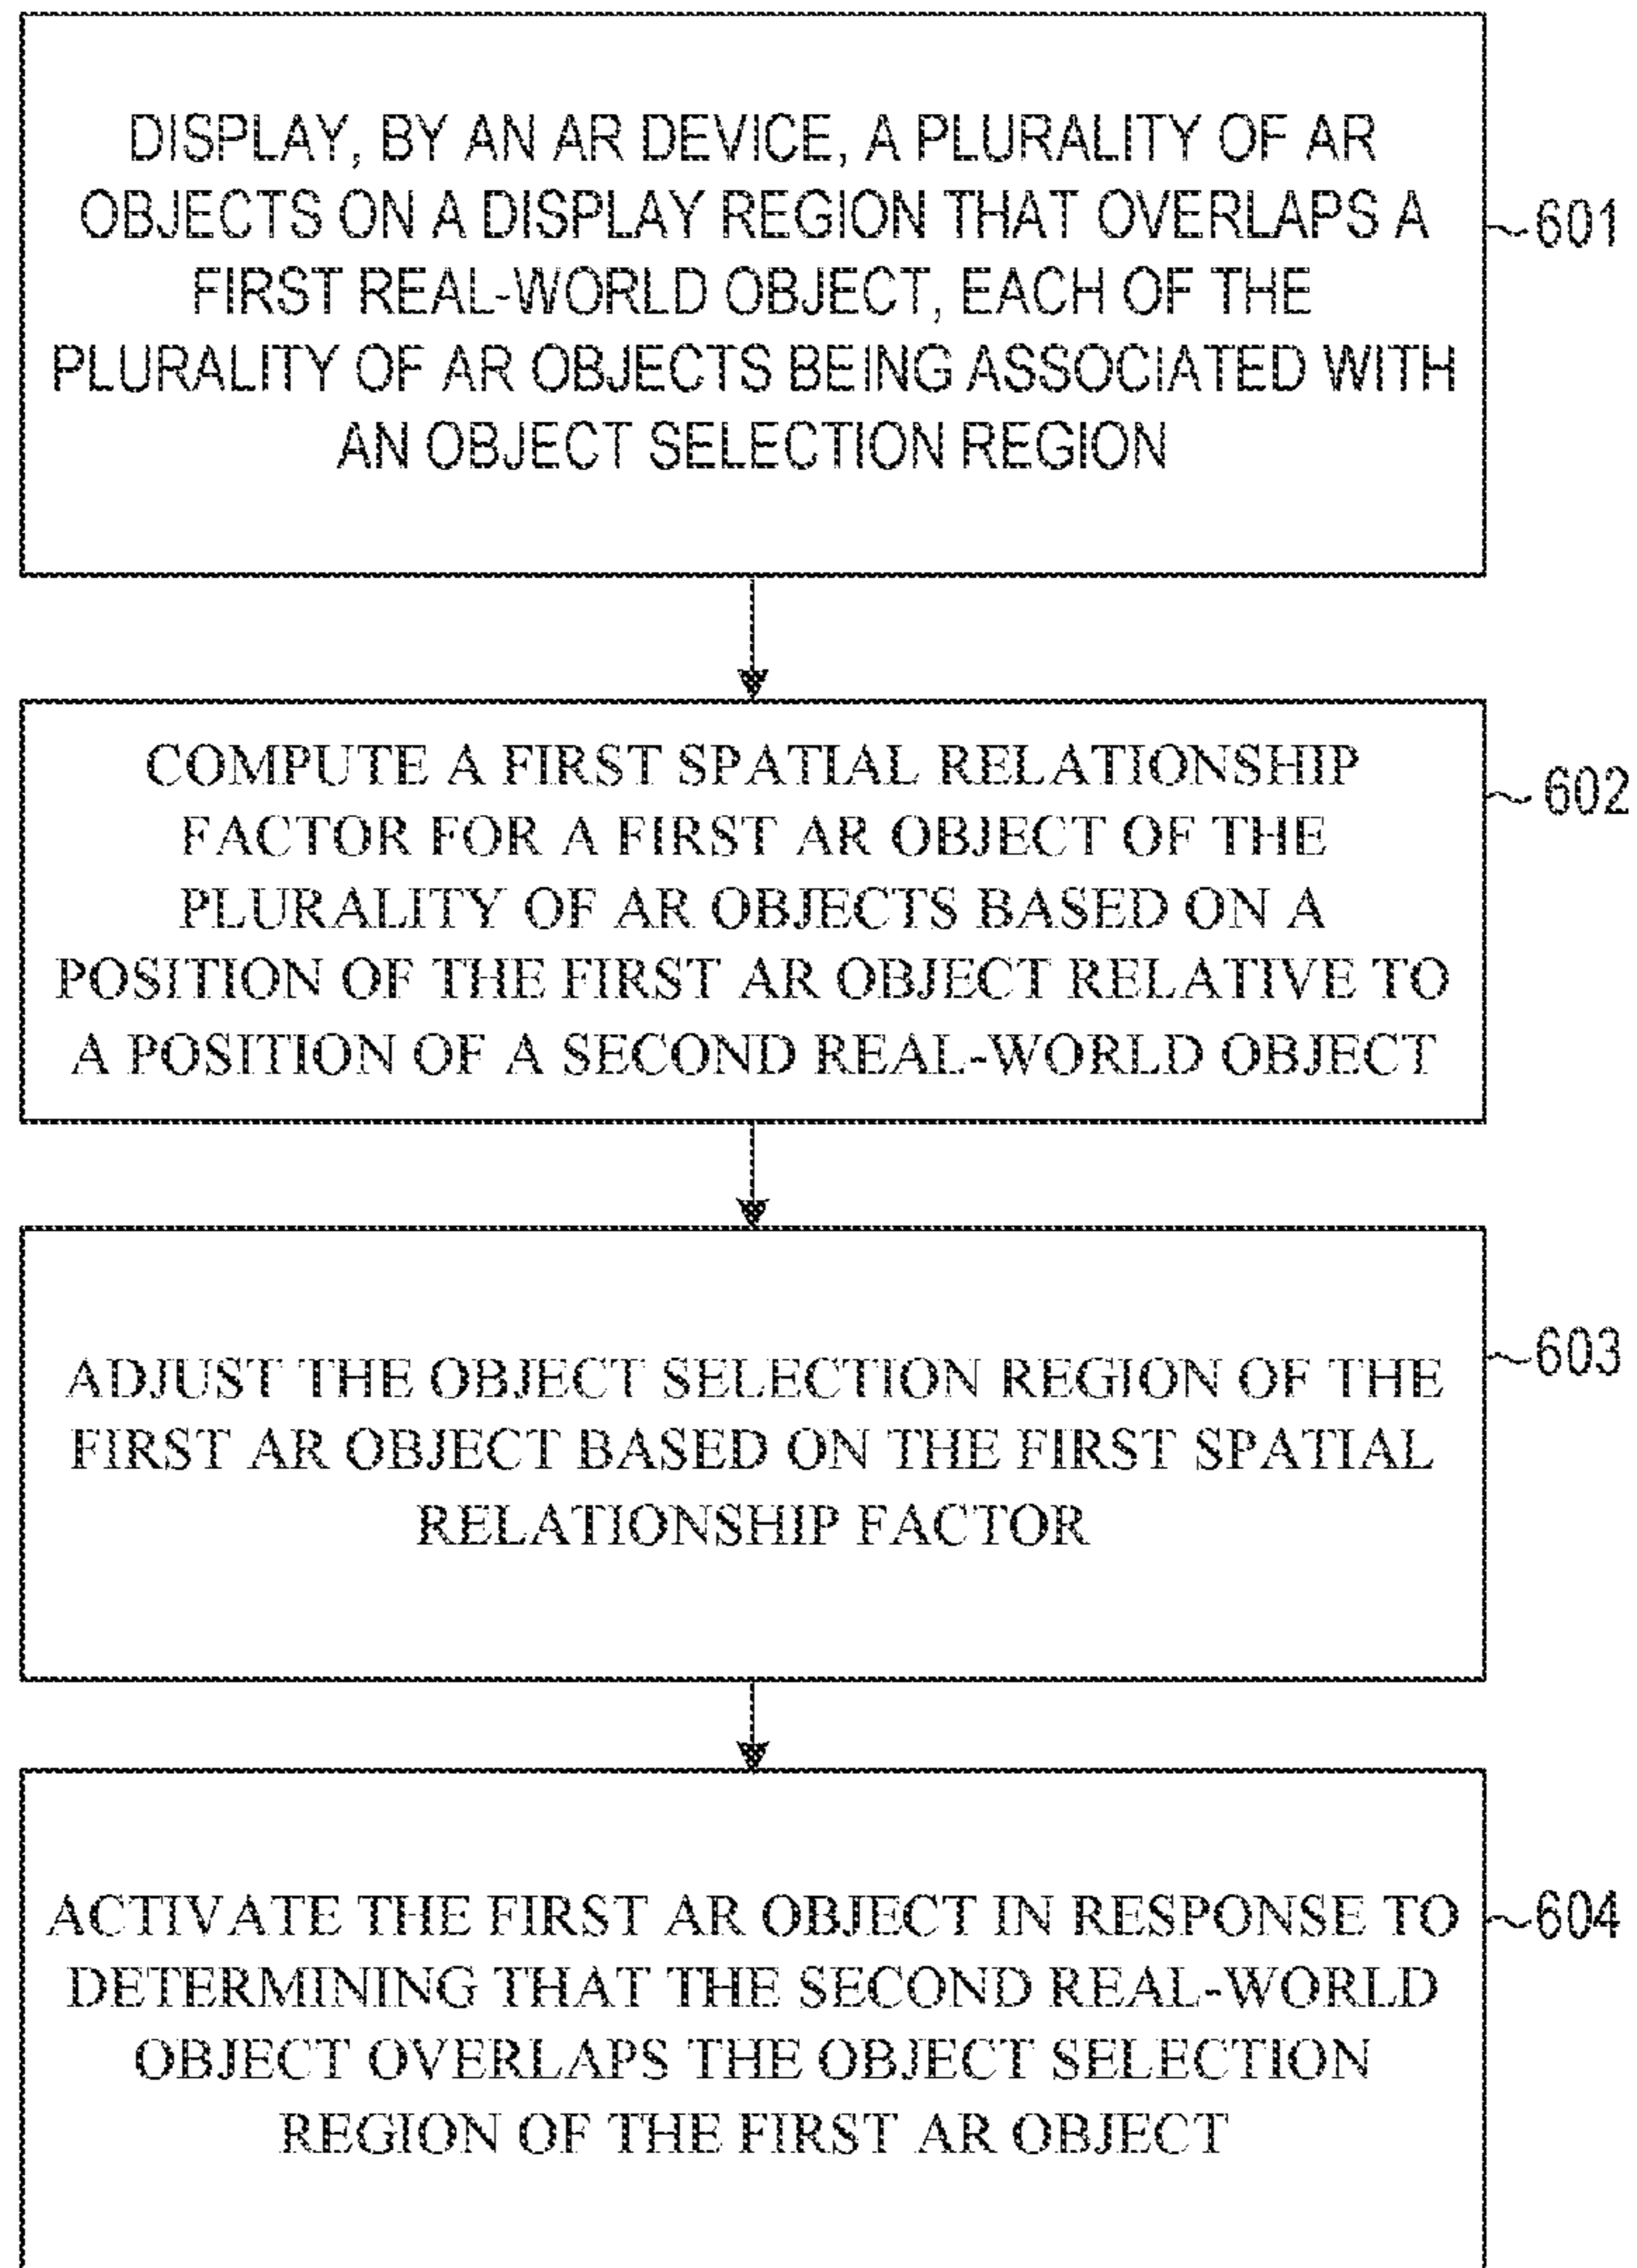 DISPLAY, BY AN AR DEVICE, A PLURALITY OF AR
OBJECTS ON A DISPLAY REGION THAT OVERLAPS A
FIRST REAL-WORLD OBJECT, EACH OF THE
PLURALITY OF AR OBJECTS BEING ASSOCIATED WITH
AN OBJECT SELECTION REGION
601
COMPUTE A FIRST SPATIAL RELATIONSHIP
FACTOR FOR A FIRST AR OBJECT OF THE
PLURALITY OF AR OBJECTS BASED ON A
POSITION OF THE FIRST AR OBJECT RELATIVE TO
A POSITION OF A SECOND REAL-WORLD OBJECT
602
ADJUST THE OBJECT SELECTION REGION OF THE
FIRST AR OBJECT BASED ON THE FIRST SPATIAL
RELATIONSHIP FACTOR
603
ACTIVATE THE FIRST AR OBJECT IN RESPONSE TO
DETERMINING THAT THE SECOND REAL-WORLD
OBJECT OVERLAPS THE OBJECT SELECTION
REGION OF THE FIRST AR OBJECT
604